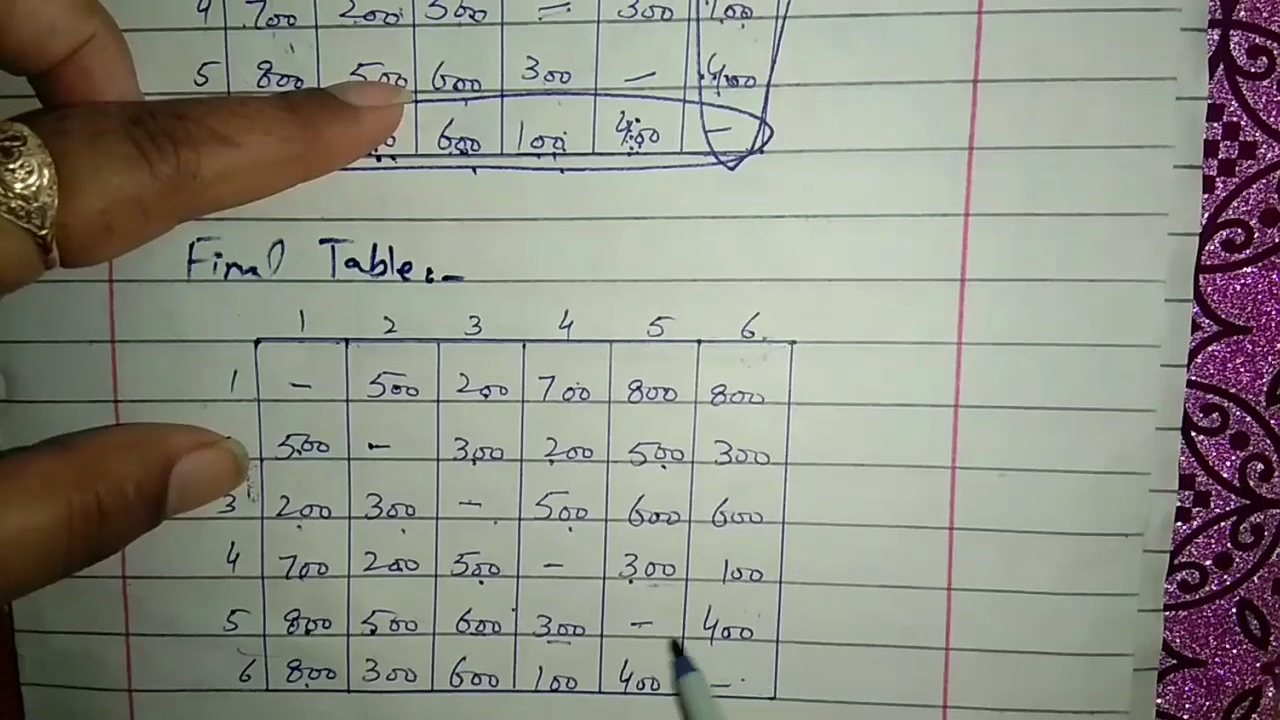 4 700 200 500 - 300 100
5 800 500 600 300 - 400
600 100 400 -
Final Table:-
1 2 3 4 5 6
1 - 500 200 700 800 800
500 - 300 200 500 300
3 200 300 - 500 600 600
4 700 200 500 - 300 100
5 800 500 600 300 - 400
6 800 300 600 100 400 -